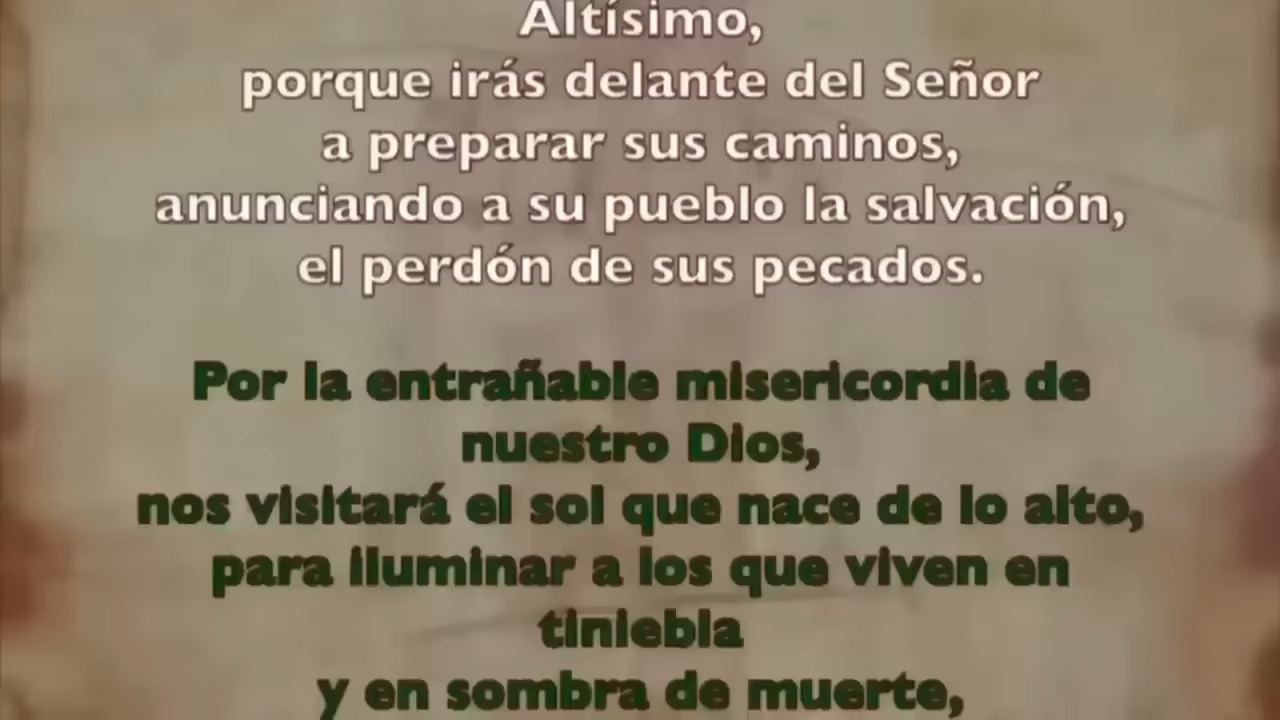 Altísimo,
porque irás delante del Señor
a preparar sus caminos,
anunciando a su pueblo la salvación,
el perdón de sus pecados.
Por la entrañable misericordia de
nuestro Dios,
nos visitará el sol que nace de lo alto,
para iluminar a los que viven en
tiniebla
y en sombra de muerte,